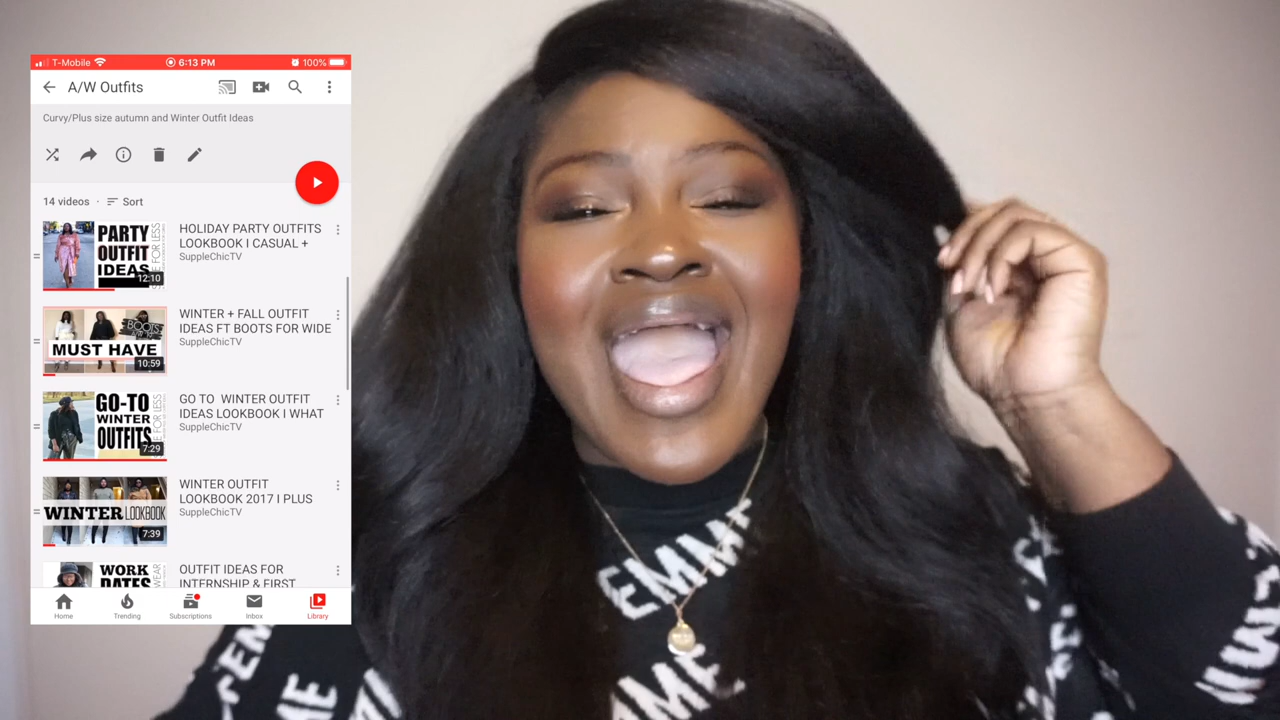 T-Mobile 6:13 PM 100%
A/W Outfits
Curvy/Plus size autumn and Winter Outfit Ideas
14 videos · Sort
PARTY
OUTFIT
IDEAS
12:10
HOLIDAY PARTY OUTFITS
LOOKBOOK I CASUAL +
SuppleChicTV
BOOTS
MUST HAVE
10:59
WINTER + FALL OUTFIT
IDEAS FT BOOTS FOR WIDE
SuppleChicTV
GO-TO
WINTER
OUTFITS
7:29
GO TO WINTER OUTFIT
IDEAS LOOKBOOK I WHAT
SuppleChicTV
WINTER LOOKBOOK
7:39
WINTER OUTFIT
LOOKBOOK 2017 I PLUS
SuppleChicTV
WORK
DATES
OUTFIT IDEAS FOR
INTERNSHIP & FIRST
Home Trending Subscriptions Inbox Library
EMME